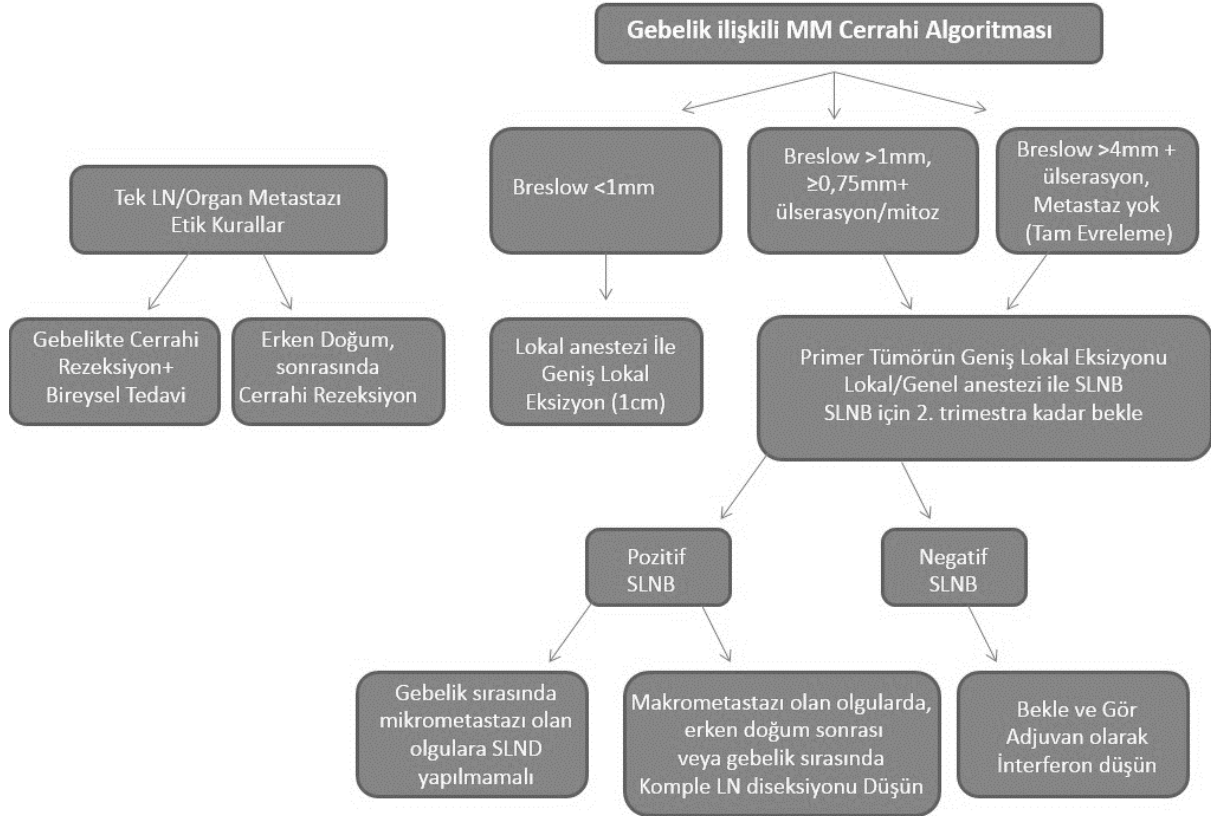 Gebelik ilişkili MM Cerrahi Algoritması
Tek LN/Organ Metastazı
Etik Kurallar
Gebelikte Cerrahi
Rezeksiyon+
Bireysel Tedavi
Erken Doğum,
sonrasında
Cerrahi Rezeksiyon
Breslow <1mm
Breslow >1mm,
≥0,75mm+
ülserasyon/mitoz
Breslow >4mm +
ülserasyon,
Metastaz yok
(Tam Evreleme)
Lokal anestezi İle
Geniş Lokal
Eksizyon (1cm)
Primer Tümörün Geniş Lokal Eksizyonu
Lokal/Genel anestezi ile SLNB
SLNB için 2. trimestra kadar bekle
Pozitif
SLNB
Negatif
SLNB
Gebelik sırasında
mikrometastazı olan
olgulara SLND
yapılmamalı
Makrometastazı olan olgularda,
erken doğum sonrası
veya gebelik sırasında
Komple LN diseksiyonu Düşün
Bekle ve Gör
Adjuvan olarak
İnterferon düşün